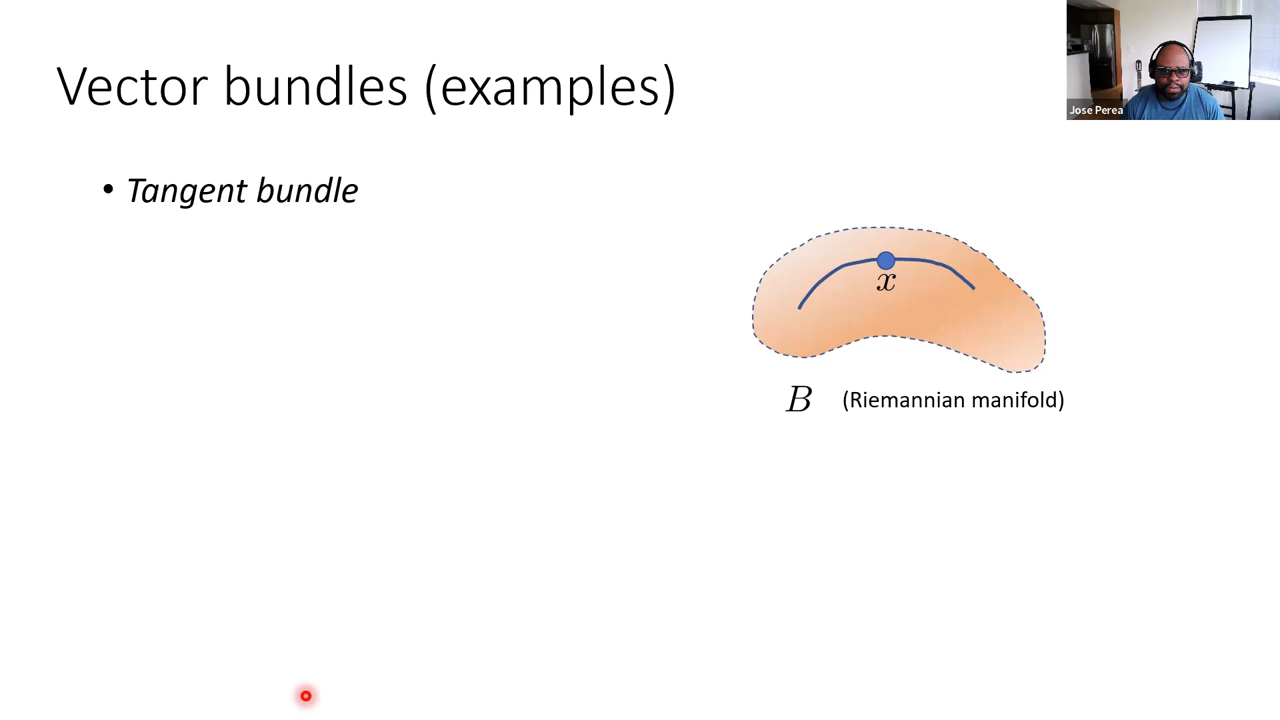 Vector bundles (examples)
Jose Perea
• Tangent bundle
x
B (Riemannian manifold)